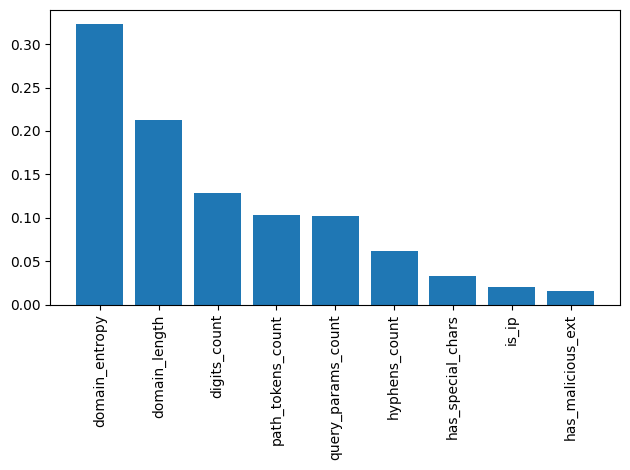 0.30
0.25
0.20
0.15
0.10
0.05
0.00
domain_entropy
domain_length
digits_count
path_tokens_count
query_params_count
hyphens_count
has_special_chars
is_ip
has_malicious_ext